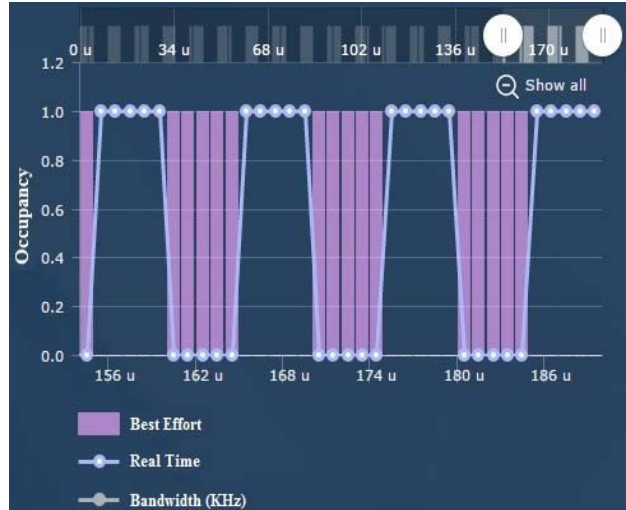 0 u 34 u 68 u 102 u 136 u 170 u
1.2
Show all
1.0
0.8
0.6
0.4
0.2
0.0
Occupancy
156 u 162 u 168 u 174 u 180 u 186 u
Best Effort
Real Time
Bandwidth (KHz)